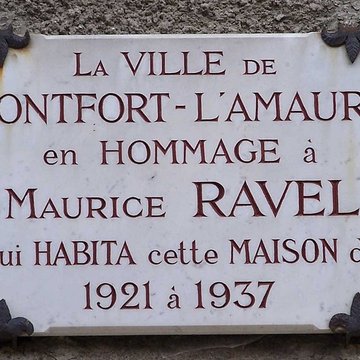 La VILLE de
ONTFORT-L'AMAUR
en HOMMAGE à
Maurice RAVEL
ui HABITA cette MAISON d
1921 à 1937